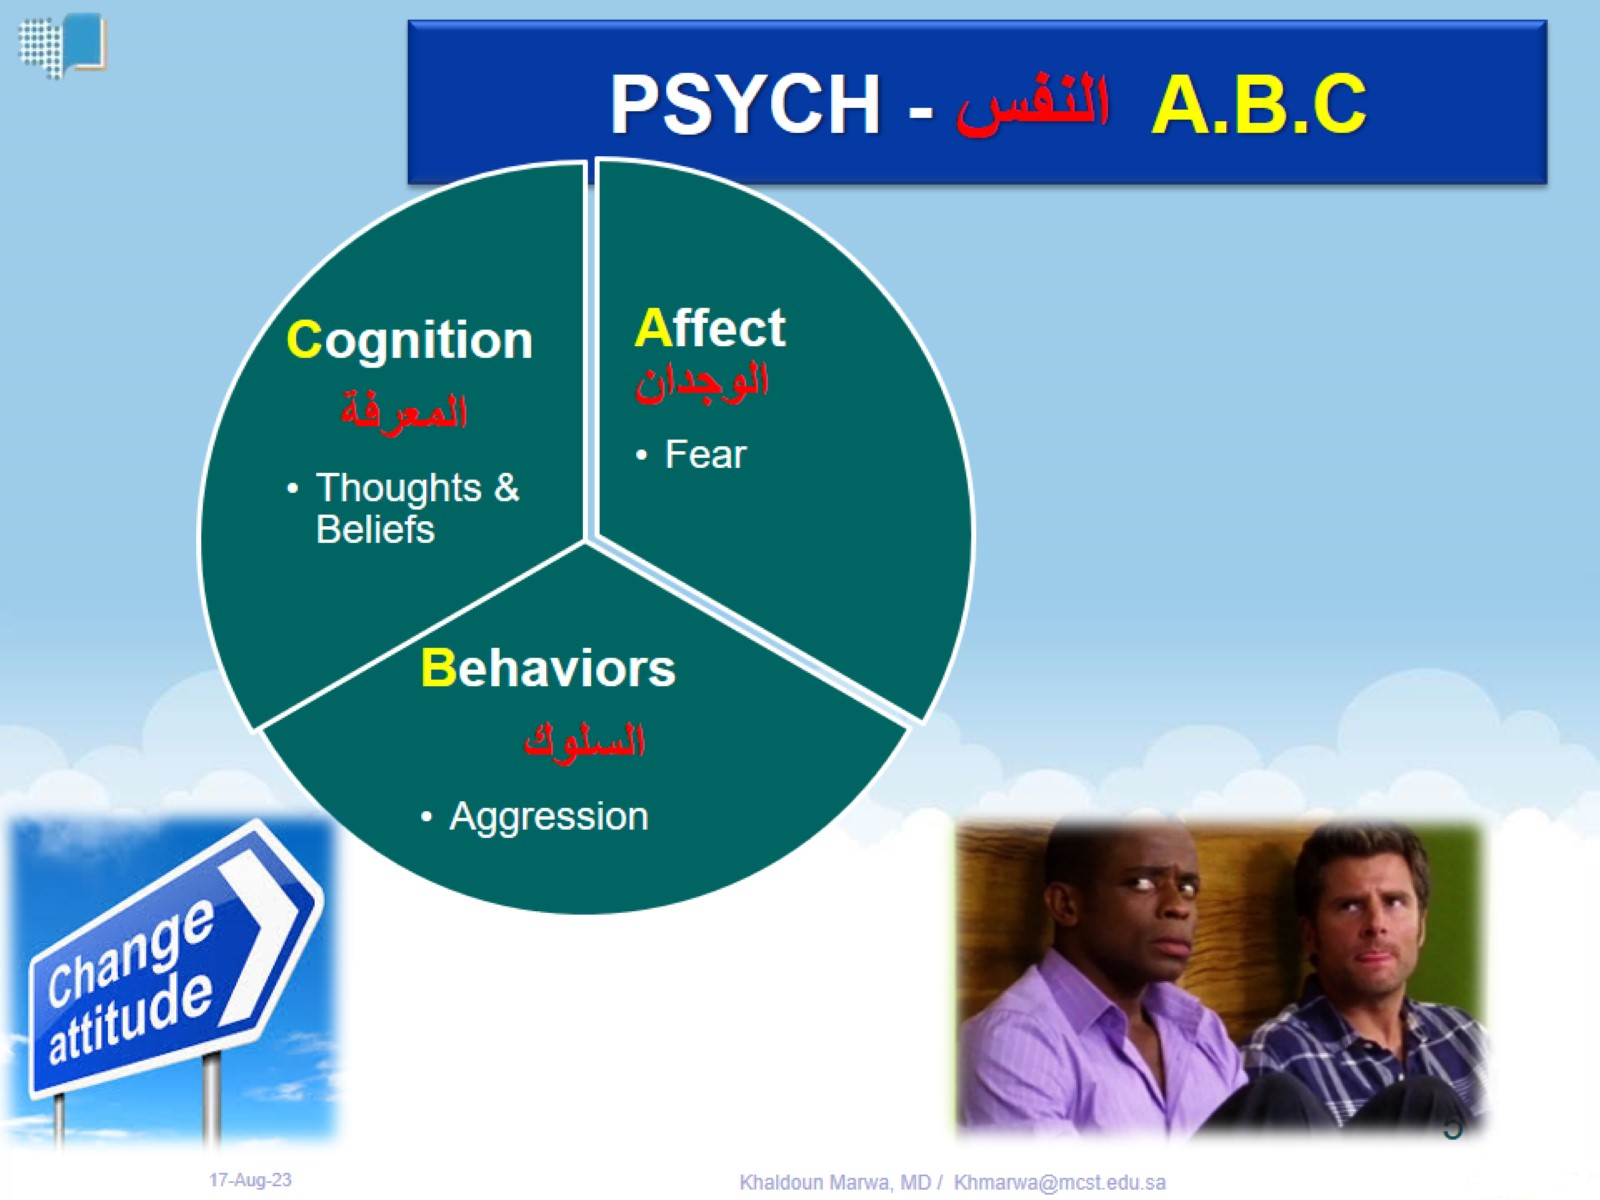 PSYCH - النفس A.B.C
Cognition
المعرفة
• Thoughts &
Beliefs
Affect
الوجدان
• Fear
Behaviors
السلوك
• Aggression
Change
attitude
5
17-Aug-23
Khaldoun Marwa, MD / Khmarwa@mcst.edu.sa